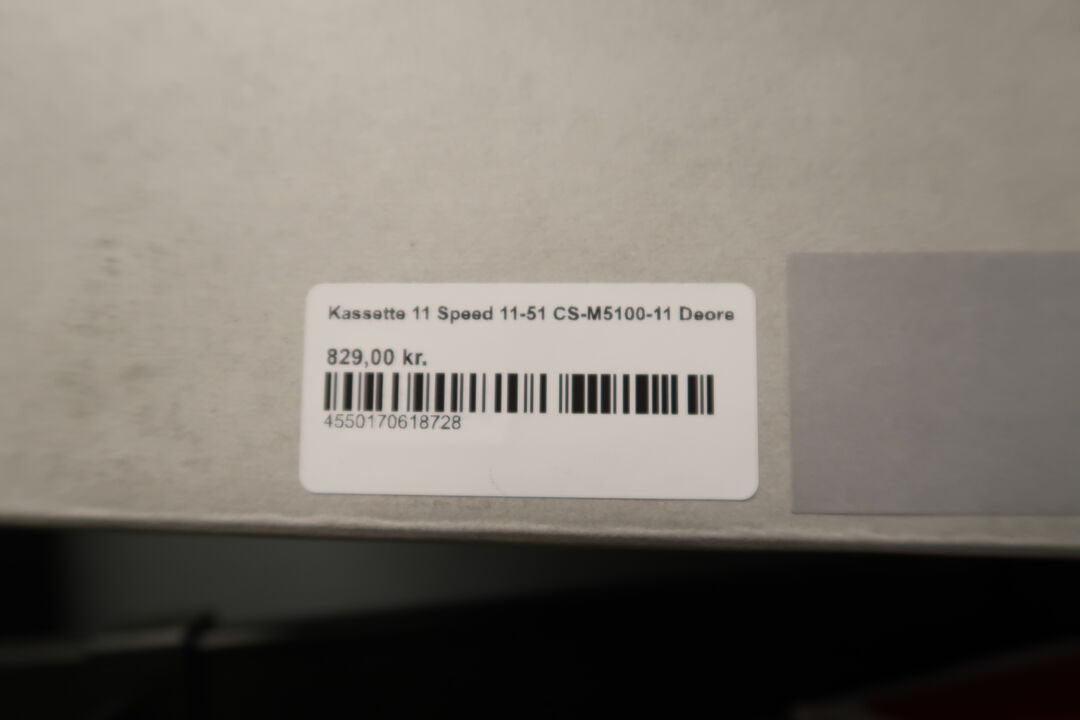 Kassette 11 Speed 11-51 CS-M5100-11 Deore
829,00 kr.
4550170618728